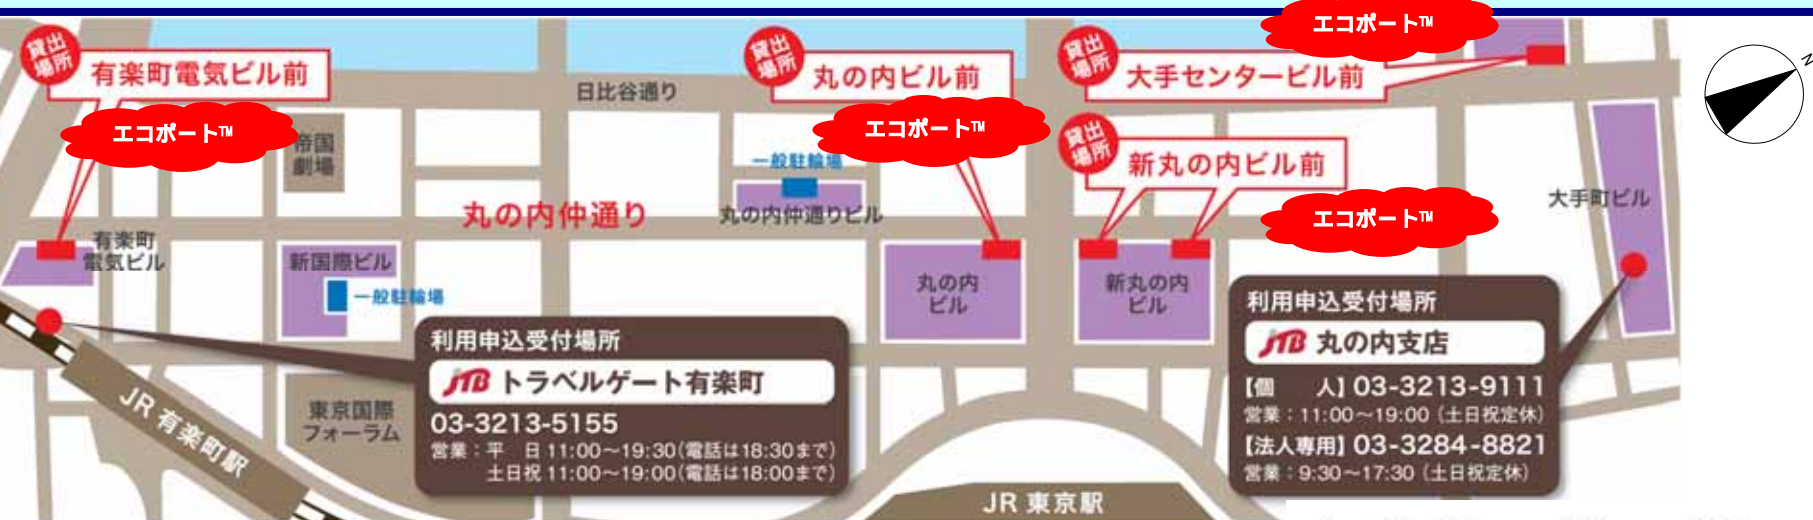 貸出
場所
有楽町電気ビル前
エコポート™
貸出
場所
丸の内ビル前
エコポート™
貸出
場所
大手センタービル前
エコポート™
貸出
場所
新丸の内ビル前
エコポート™
N
日比谷通り
帝国
劇場
一般駐輪場
丸の内仲通り
丸の内仲通りビル
大手町ビル
有楽町
電気ビル
新国際ビル
一般駐輪場
丸の内
ビル
新丸の内
ビル
利用申込受付場所
JTB トラベルゲート有楽町
03-3213-5155
営業：平　日 11:00〜19:30（電話は18:30まで）
土日祝 11:00〜19:00（電話は18:00まで）
利用申込受付場所
JTB 丸の内支店
【個　　人】03-3213-9111
営業：11:00〜19:00（土日祝定休）
【法人専用】03-3284-8821
営業：9:30〜17:30（土日祝定休）
東京国際
フォーラム
JR 有楽町駅
JR 東京駅